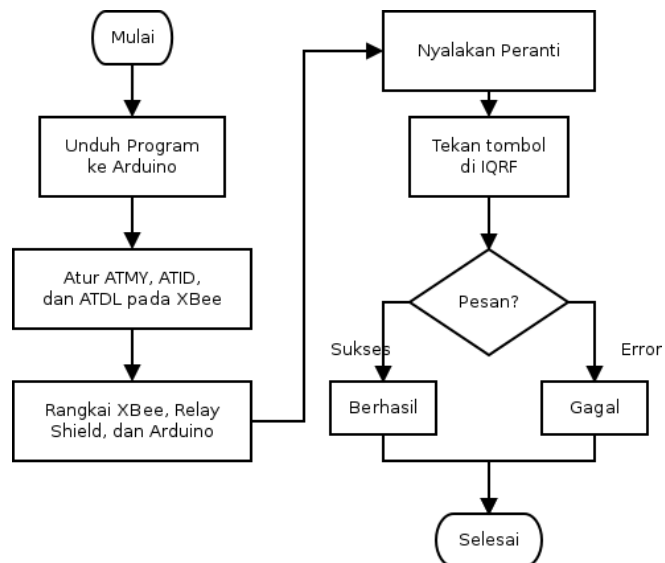 Mulai
Unduh Program
ke Arduino
Atur ATMY, ATID,
dan ATDL pada XBee
Rangkai XBee, Relay
Shield, dan Arduino
Nyalakan Peranti
Tekan tombol
di IQRF
Pesan?
Sukses
Error
Berhasil
Gagal
Selesai